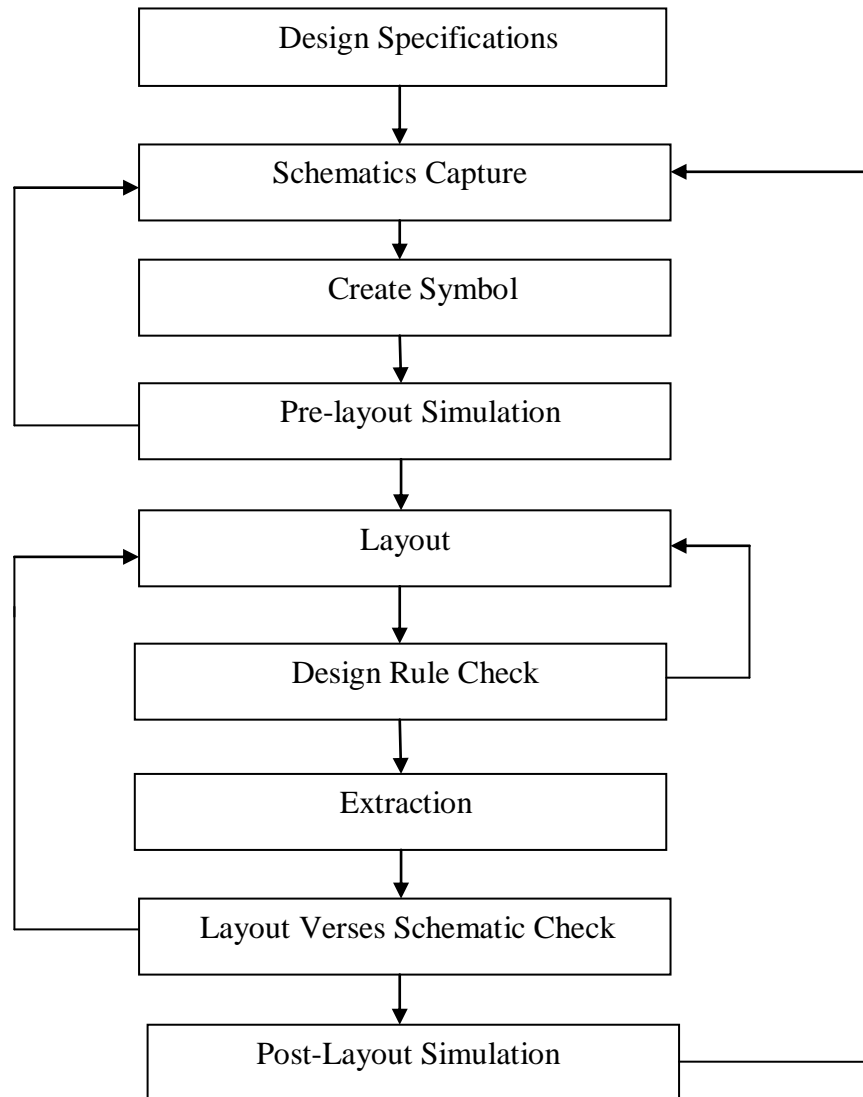 Design Specifications
Schematics Capture
Create Symbol
Pre-layout Simulation
Layout
Design Rule Check
Extraction
Layout Verses Schematic Check
Post-Layout Simulation